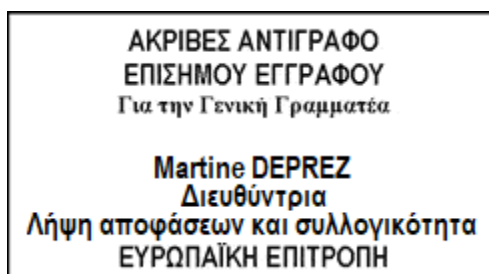 ΑΚΡΙΒΕΣ ΑΝΤΙΓΡΑΦΟ
ΕΠΙΣΗΜΟΥ ΕΓΓΡΑΦΟΥ
Για την Γενική Γραμματέα
Martine DEPREZ
Διευθύντρια
Λήψη αποφάσεων και συλλογικότητα
ΕΥΡΩΠΑΪΚΗ ΕΠΙΤΡΟΠΗ